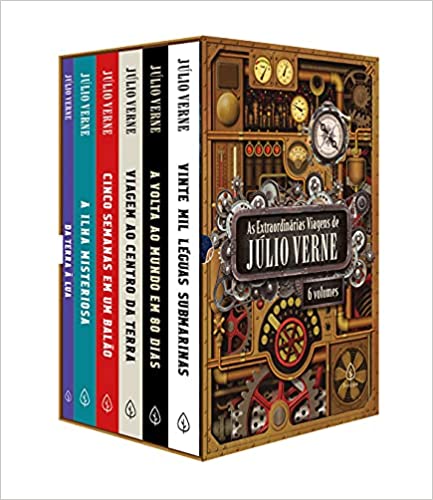 JÚLIO VERNE
DA TERRA À LUA
JÚLIO VERNE
A ILHA MISTERIOSA
JÚLIO VERNE
CINCO SEMANAS EM UM BALÃO
JÚLIO VERNE
VIAGEM AO CENTRO DA TERRA
JÚLIO VERNE
A VOLTA AO MUNDO EM 80 DIAS
JÚLIO VERNE
VINTE MIL LÉGUAS SUBMARINAS
As Extraordinárias Viagens de
JÚLIO VERNE
6 volumes